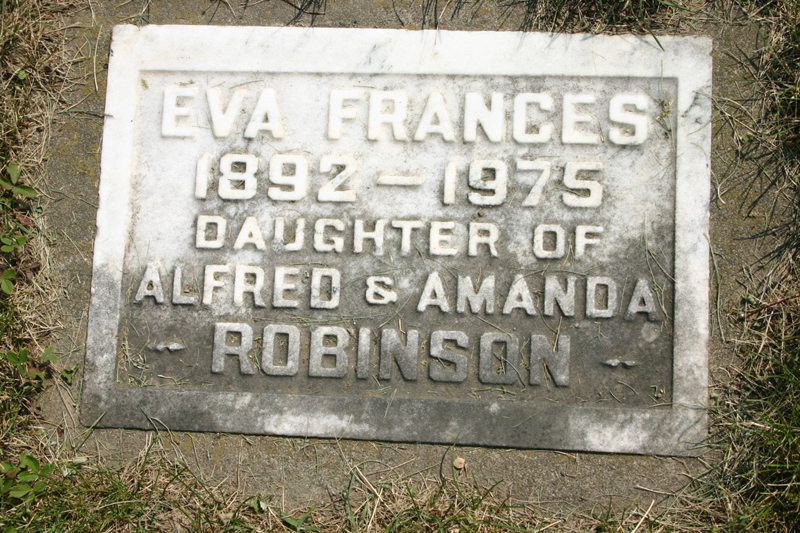 EVA FRANCES
1892 - 1975
DAUGHTER OF
ALFRED & AMANDA
ROBINSON